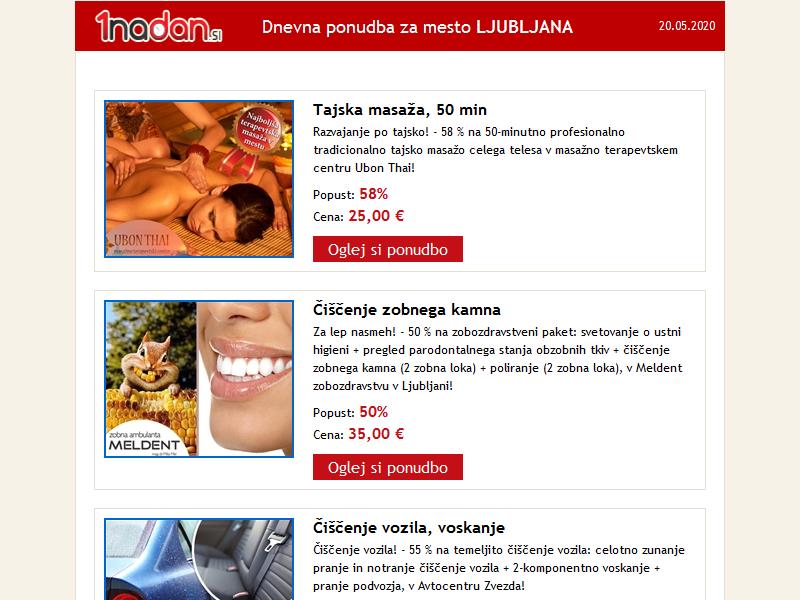 1nadan.si
Dnevna ponudba za mesto LJUBLJANA
20.05.2020
Najboljša
terapevtska
masaža v
mestu
UBON THAI
Tajska masaža, 50 min
Razvajanje po tajsko! - 58 % na 50-minutno profesionalno
tradicionalno tajsko masažo celega telesa v masažno terapevtskem
centru Ubon Thai!
Popust: 58%
Cena: 25,00 €
Oglej si ponudbo
zobna ambulanta
MELDENT
Čiščenje zobnega kamna
Za lep nasmeh! - 50 % na zobozdravstveni paket: svetovanje o ustni
higieni + pregled parodontalnega stanja obzobnih tkiv + čiščenje
zobnega kamna (2 zobna loka) + poliranje (2 zobna loka), v Meldent
zobozdravstvu v Ljubljani!
Popust: 50%
Cena: 35,00 €
Oglej si ponudbo
Čiščenje vozila, voskanje
Čiščenje vozila! - 55 % na temeljito čiščenje vozila: celotno zunanje
pranje in notranje čiščenje vozila + 2-komponentno voskanje +
pranje podvozja, v Avtocentru Zvezda!